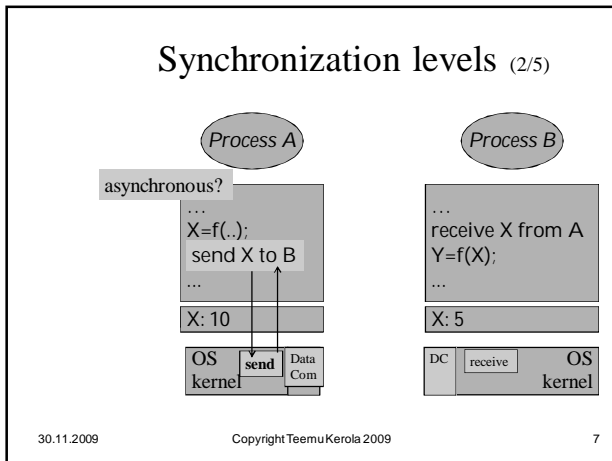 Synchronization levels (2/5)
Process A
asynchronous?
...
X=f(..);
send X to B
...
X: 10
OS kernel
send
Data Com
Process B
...
receive X from A
Y=f(X);
...
X: 5
DC
receive
OS kernel
30.11.2009
Copyright Teemu Kerola 2009
7